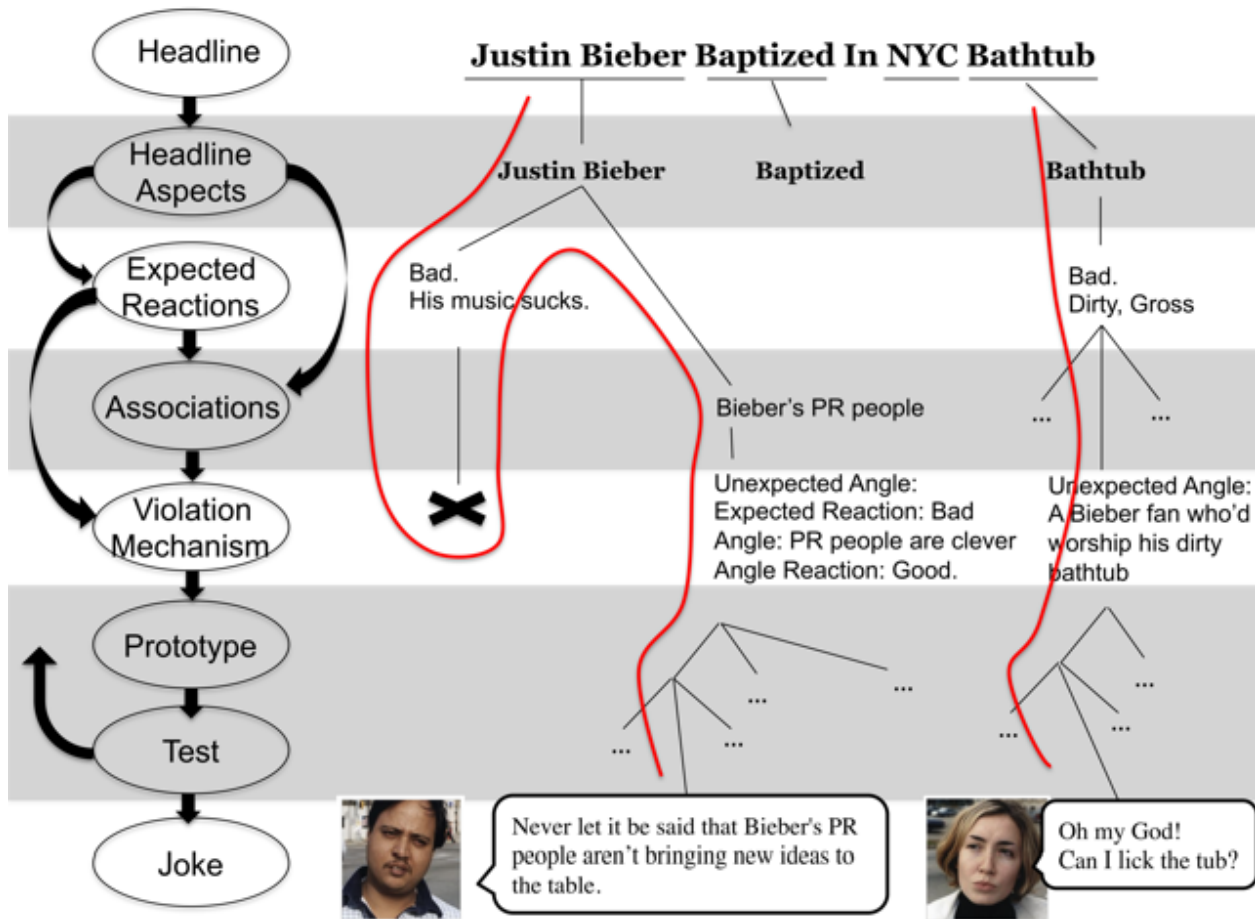 Headline
Justin Bieber Baptized In NYC Bathtub
Headline
Aspects
Justin Bieber
Baptized
Bathtub
Expected
Reactions
Bad.
His music sucks.
Bad.
Dirty, Gross
Associations
Bieber's PR people
...
...
Violation
Mechanism
Unexpected Angle:
Expected Reaction: Bad
Angle: PR people are clever
Angle Reaction: Good.
Unexpected Angle:
A Bieber fan who'd
worship his dirty
bathtub
Prototype
...
...
...
Test
...
...
...
...
Joke
Never let it be said that Bieber's PR
people aren't bringing new ideas to
the table.
Oh my God!
Can I lick the tub?